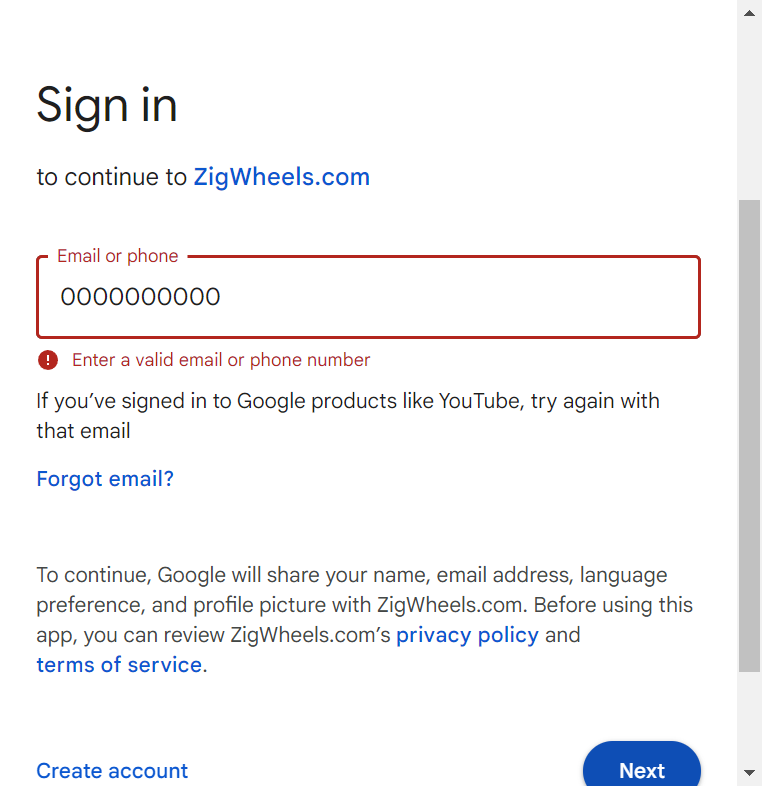 Sign in
to continue to ZigWheels.com
Email or phone
0000000000
Enter a valid email or phone number
If you’ve signed in to Google products like YouTube, try again with
that email
Forgot email?
To continue, Google will share your name, email address, language
preference, and profile picture with ZigWheels.com. Before using this
app, you can review ZigWheels.com’s privacy policy and
terms of service.
Create account
Next